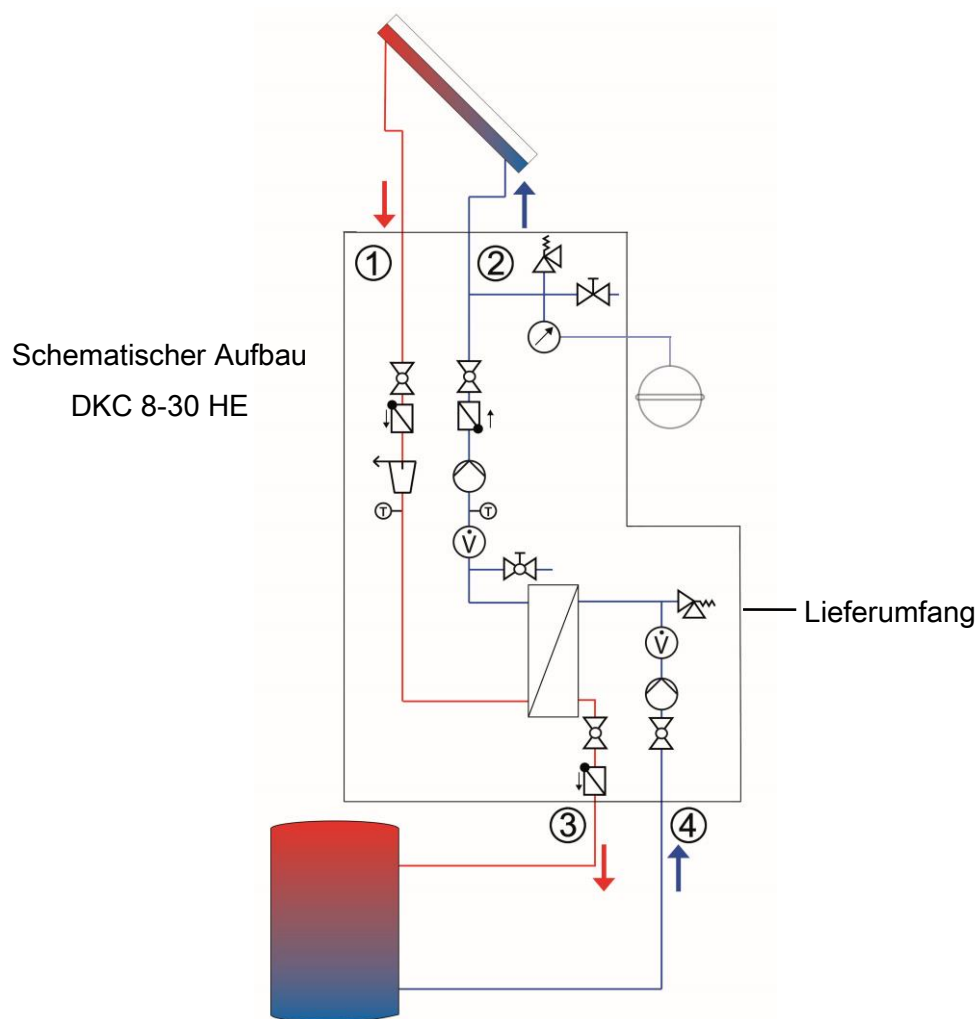 ①
②
Schematischer Aufbau
DKC 8-30 HE
T
T
V̇
Lieferumfang
V̇
③
④